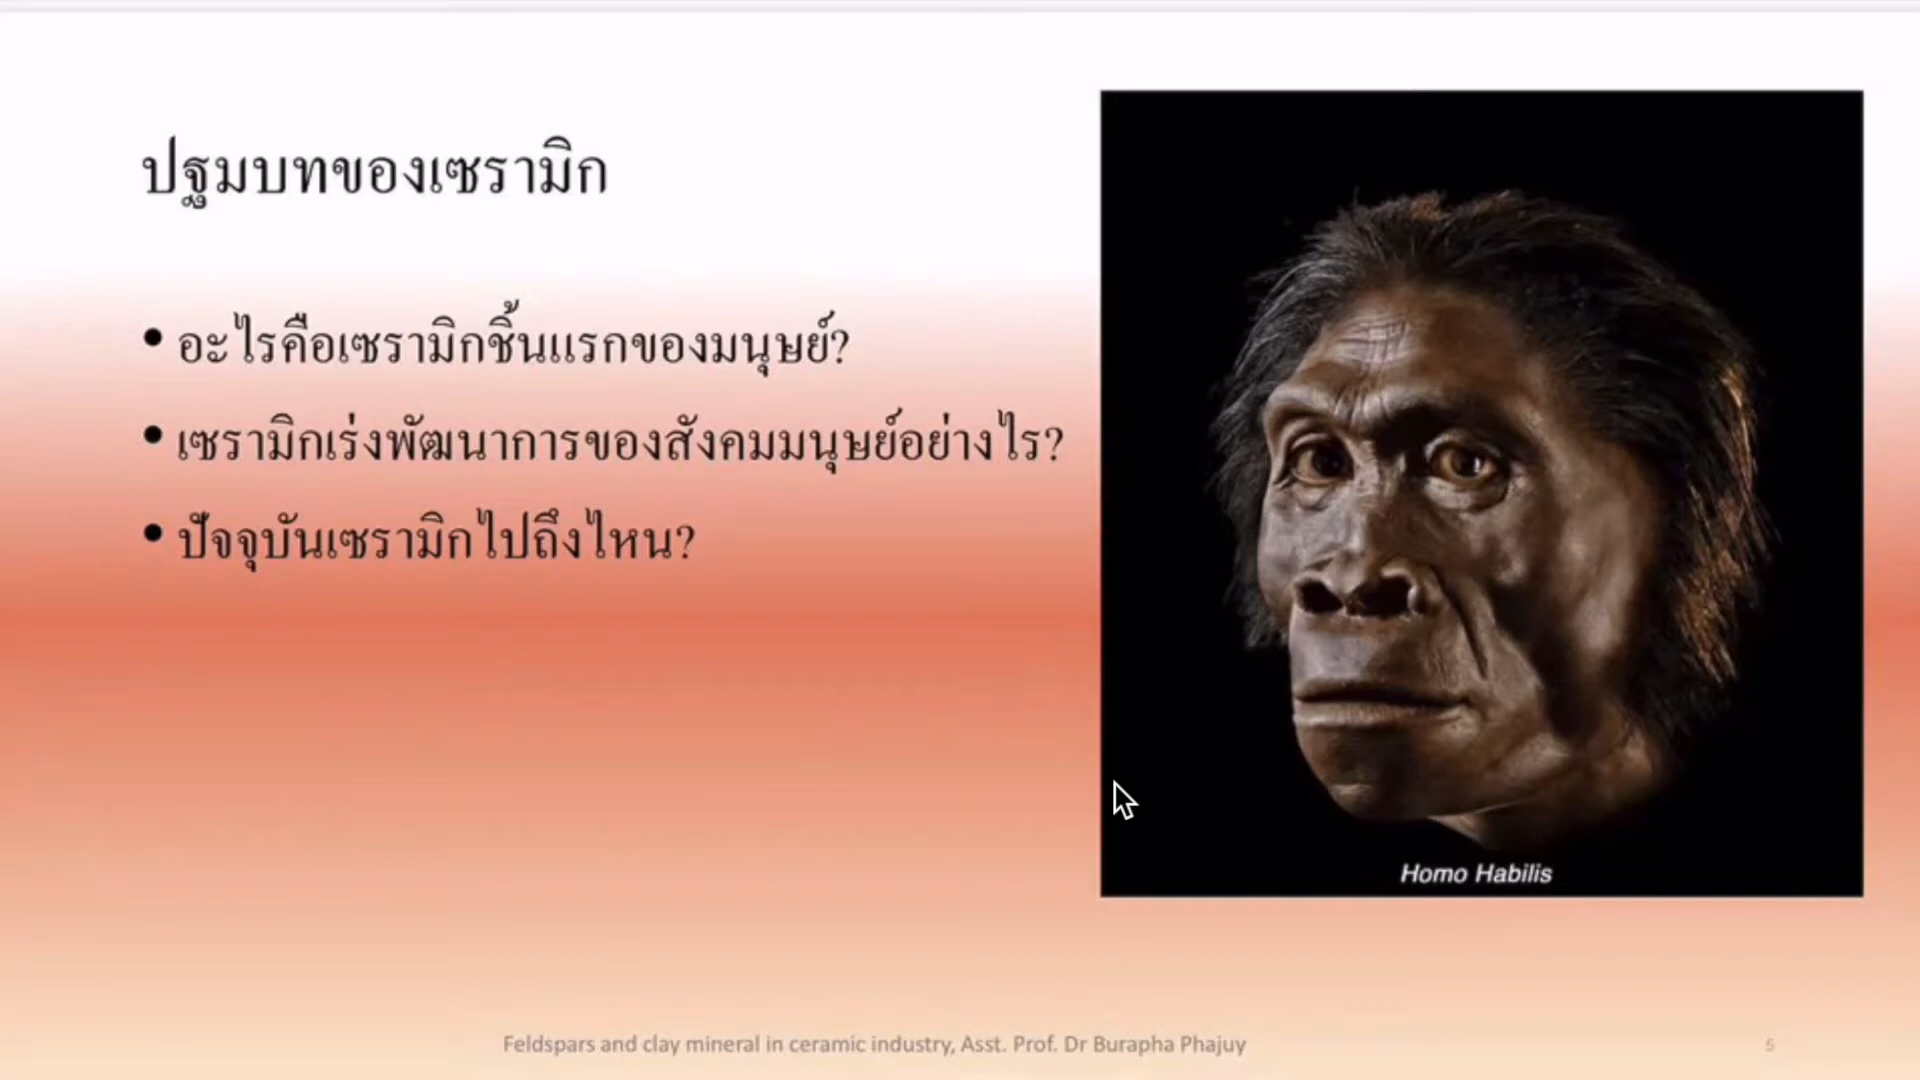 ปฐมบทของเซรามิก
• อะไรคือเซรามิกชิ้นแรกของมนุษย์?
• เซรามิกเร่งพัฒนาการของสังคมมนุษย์อย่างไร?
• ปัจจุบันเซรามิกไปถึงไหน?
Homo Habilis
Feldspars and clay mineral in ceramic industry, Asst. Prof. Dr Burapha Phajuy
5